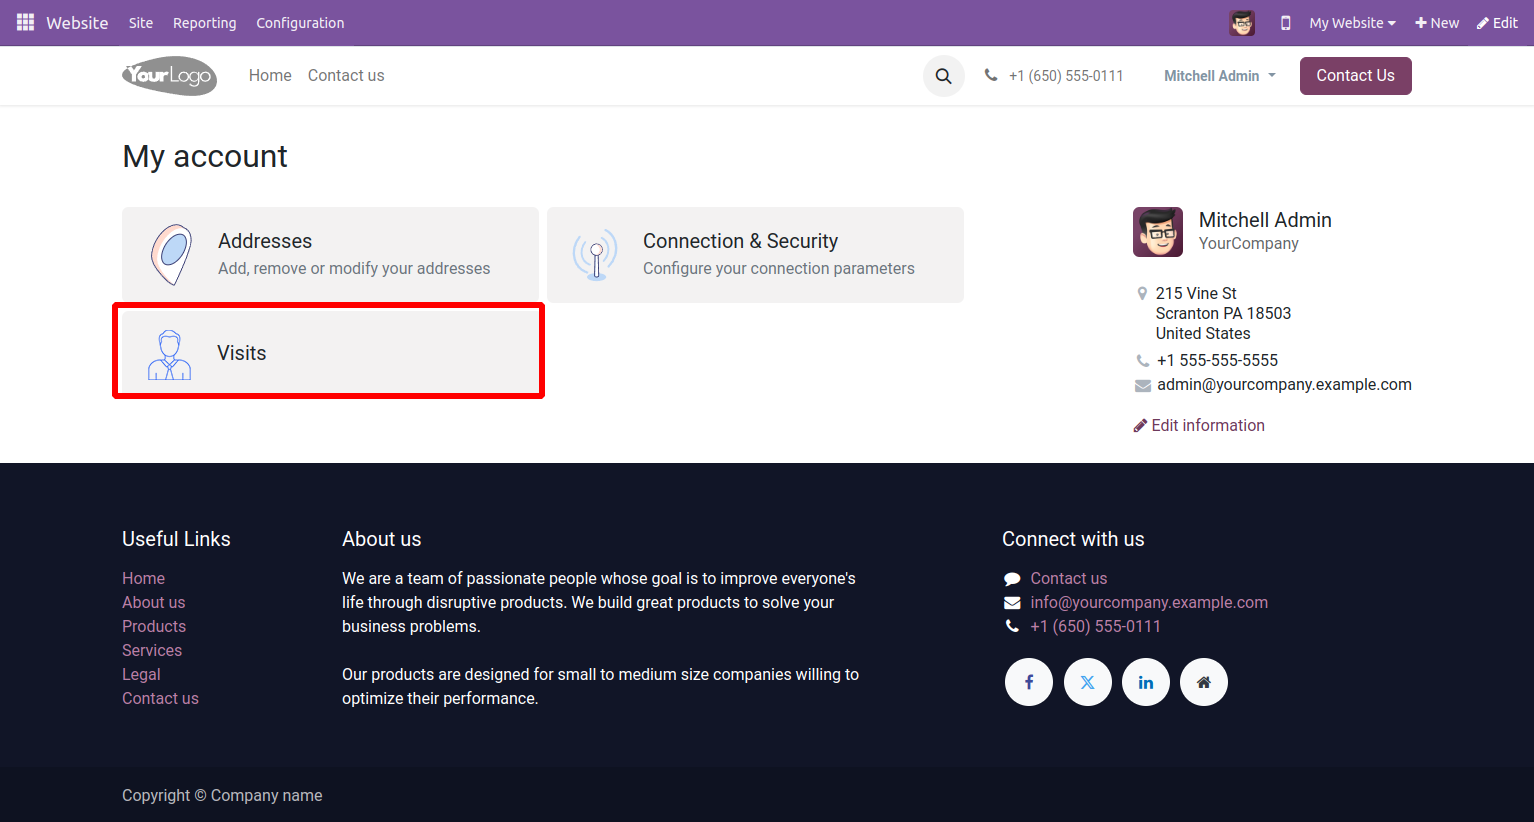 Website Site Reporting Configuration My Website New Edit
YourLogo Home Contact us +1 (650) 555-0111 Mitchell Admin Contact Us
My account
Addresses
Add, remove or modify your addresses
Connection & Security
Configure your connection parameters
Visits
Mitchell Admin
YourCompany
215 Vine St
Scranton PA 18503
United States
+1 555-555-5555
admin@yourcompany.example.com
Edit information
Useful Links
Home
About us
Products
Services
Legal
Contact us
About us
We are a team of passionate people whose goal is to improve everyone's
life through disruptive products. We build great products to solve your
business problems.
Our products are designed for small to medium size companies willing to
optimize their performance.
Connect with us
Contact us
info@yourcompany.example.com
+1 (650) 555-0111
Copyright © Company name